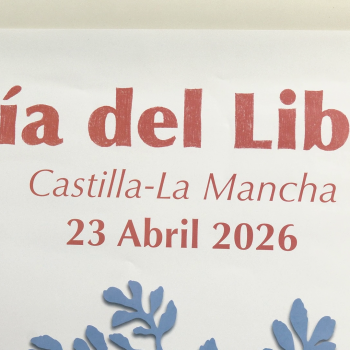 ía del Lib
Castilla-La Mancha
23 Abril 2026